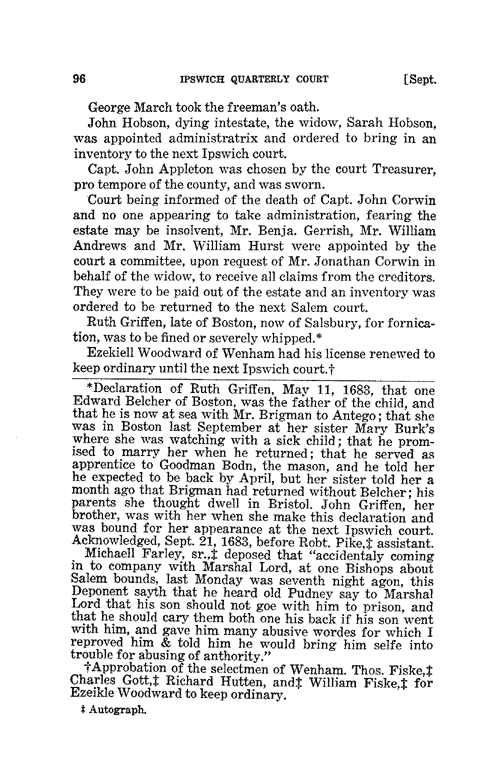 96 IPSWICH QUARTERLY COURT [Sept.
George March took the freeman's oath.
John Hobson, dying intestate, the widow, Sarah Hobson,
was appointed administratrix and ordered to bring in an
inventory to the next Ipswich court.
Capt. John Appleton was chosen by the court Treasurer,
pro tempore of the county, and was sworn.
Court being informed of the death of Capt. John Corwin
and no one appearing to take administration, fearing the
estate may be insolvent, Mr. Benja. Gerrish, Mr. William
Andrews and Mr. William Hurst were appointed by the
court a committee, upon request of Mr. Jonathan Corwin in
behalf of the widow, to receive all claims from the creditors.
They were to be paid out of the estate and an inventory was
ordered to be returned to the next Salem court.
Ruth Griffen, late of Boston, now of Salsbury, for fornica-
tion, was to be fined or severely whipped.*
Ezekiell Woodward of Wenham had his license renewed to
keep ordinary until the next Ipswich court.†
*Declaration of Ruth Griffen, May 11, 1683, that one
Edward Belcher of Boston, was the father of the child, and
that he is now at sea with Mr. Brigman to Antego; that she
was in Boston last September at her sister Mary Burk's
where she was watching with a sick child; that he prom-
ised to marry her when he returned; that he served as
apprentice to Goodman Bodn, the mason, and he told her
he expected to be back by April, but her sister told her a
month ago that Brigman had returned without Belcher; his
parents she thought dwell in Bristol. John Griffen, her
brother, was with her when she make this declaration and
was bound for her appearance at the next Ipswich court.
Acknowledged, Sept. 21, 1683, before Robt. Pike,‡ assistant.
Michaell Farley, sr.,‡ deposed that "accidentaly coming
in to company with Marshal Lord, at one Bishops about
Salem bounds, last Monday was seventh night agon, this
Deponent sayth that he heard old Pudney say to Marshal
Lord that his son should not goe with him to prison, and
that he should cary them both one his back if his son went
with him, and gave him many abusive wordes for which I
reproved him & told him he would bring him selfe into
trouble for abusing of anthority."
†Approbation of the selectmen of Wenham. Thos. Fiske,‡
Charles Gott,‡ Richard Hutten, and‡ William Fiske,‡ for
Ezeikle Woodward to keep ordinary.
‡ Autograph.